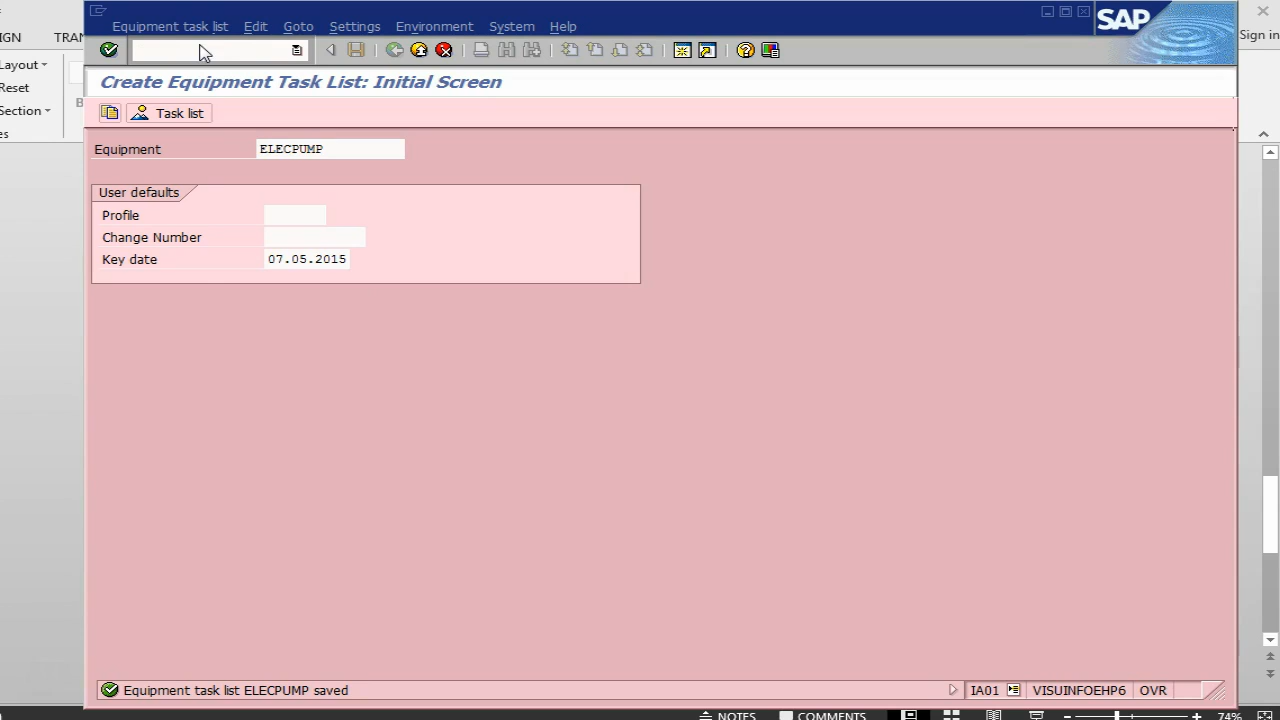 Equipment task list Edit Goto Settings Environment System Help
SAP
IGN TRAN
Sign in
Layout
Reset
Section
Create Equipment Task List: Initial Screen
Task list
Equipment ELECPUMP
User defaults
Profile
Change Number
Key date 07.05.2015
Equipment task list ELECPUMP saved IA01 VISUINFOEHP6 OVR
NOTES COMMENTS 74%